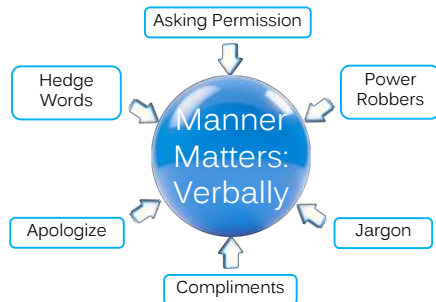 Asking Permission
Hedge
Words
Power
Robbers
Manner
Matters:
Verbally
Apologize
Jargon
Compliments